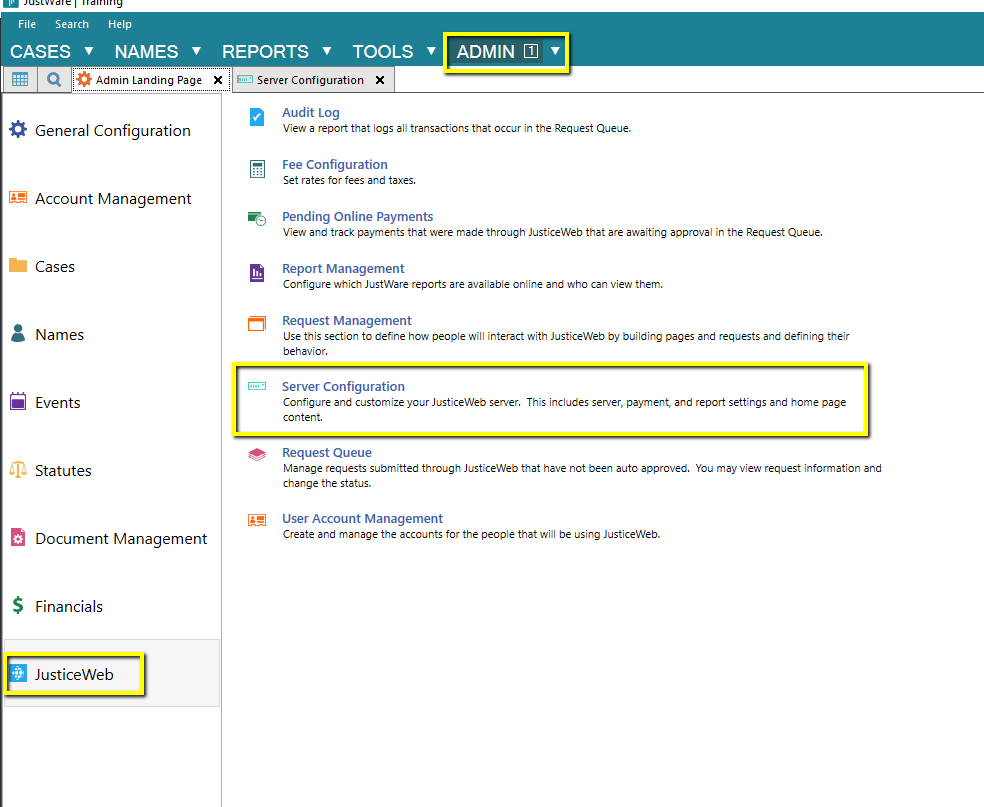 JustWare | Training
File Search Help
CASES NAMES REPORTS TOOLS ADMIN 1
Admin Landing Page Server Configuration
General Configuration
Account Management
Cases
Names
Events
Statutes
Document Management
Financials
JusticeWeb
Audit Log
View a report that logs all transactions that occur in the Request Queue.
Fee Configuration
Set rates for fees and taxes.
Pending Online Payments
View and track payments that were made through JusticeWeb that are awaiting approval in the Request Queue.
Report Management
Configure which JustWare reports are available online and who can view them.
Request Management
Use this section to define how people will interact with JusticeWeb by building pages and requests and defining their
behavior.
Server Configuration
Configure and customize your JusticeWeb server. This includes server, payment, and report settings and home page
content.
Request Queue
Manage requests submitted through JusticeWeb that have not been auto approved. You may view request information and
change the status.
User Account Management
Create and manage the accounts for the people that will be using JusticeWeb.